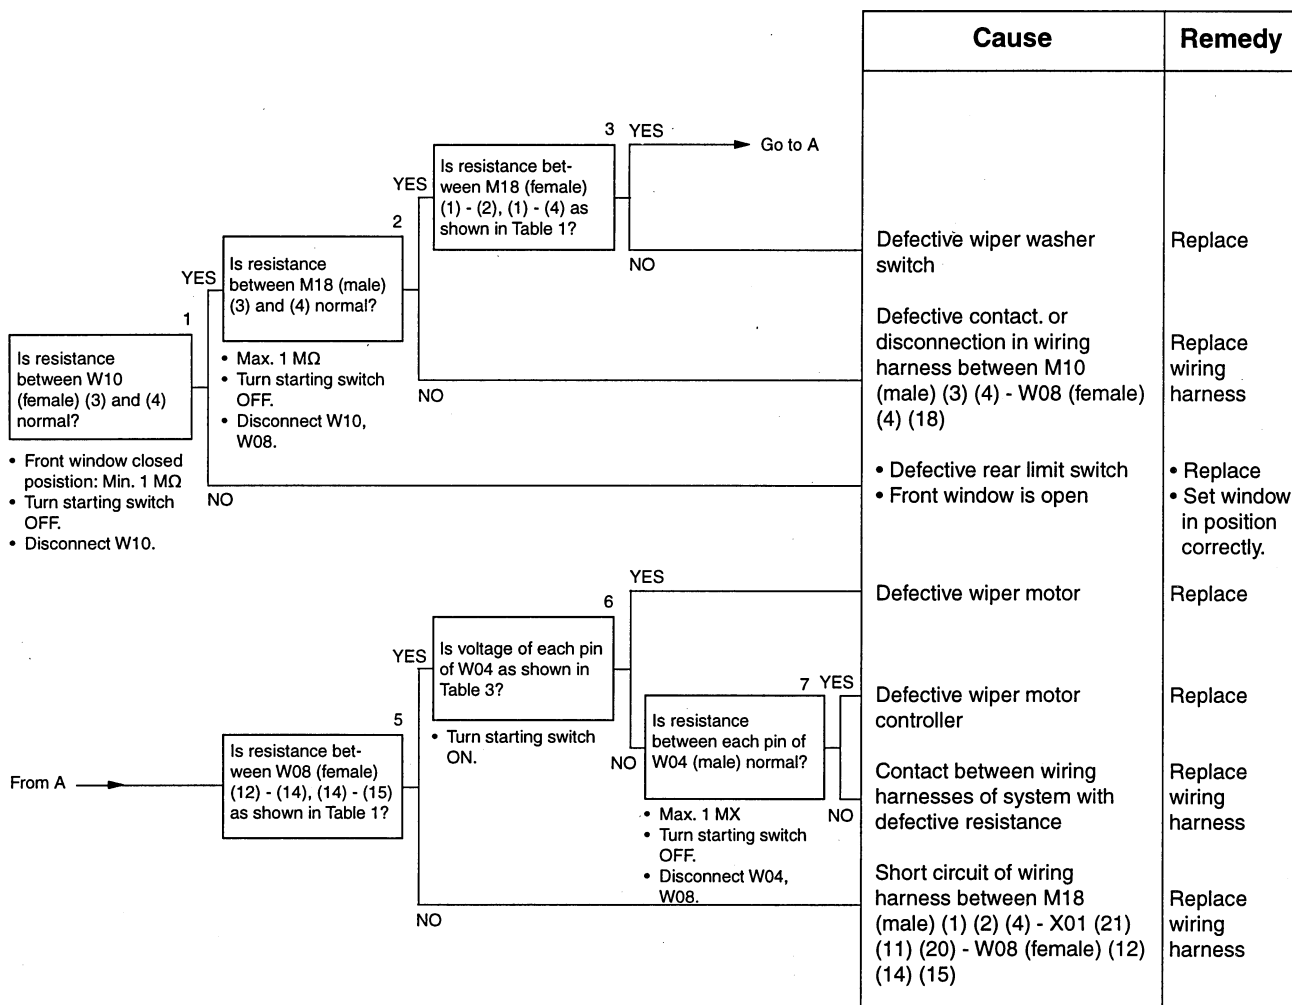 Cause
Remedy
3
YES
Go to A
Is resistance bet-
ween M18 (female)
(1) - (2), (1) - (4) as
shown in Table 1?
NO
Defective wiper washer
switch
Replace
YES
2
Is resistance
between M18 (male)
(3) and (4) normal?
• Max. 1 MΩ
• Turn starting switch
OFF.
• Disconnect W10,
W08.
NO
Defective contact. or
disconnection in wiring
harness between M10
(male) (3) (4) - W08 (female)
(4) (18)
Replace
wiring
harness
YES
1
Is resistance
between W10
(female) (3) and (4)
normal?
• Front window closed
posistion: Min. 1 MΩ
• Turn starting switch
OFF.
• Disconnect W10.
NO
• Defective rear limit switch
• Front window is open
• Replace
• Set window
in position
correctly.
YES
6
Defective wiper motor
Replace
YES
Is voltage of each pin
of W04 as shown in
Table 3?
• Turn starting switch
ON.
NO
7
YES
Is resistance
between each pin of
W04 (male) normal?
• Max. 1 MX
• Turn starting switch
OFF.
• Disconnect W04,
W08.
NO
Defective wiper motor
controller
Replace
Contact between wiring
harnesses of system with
defective resistance
Replace
wiring
harness
5
From A
Is resistance bet-
ween W08 (female)
(12) - (14), (14) - (15)
as shown in Table 1?
NO
Short circuit of wiring
harness between M18
(male) (1) (2) (4) - X01 (21)
(11) (20) - W08 (female) (12)
(14) (15)
Replace
wiring
harness